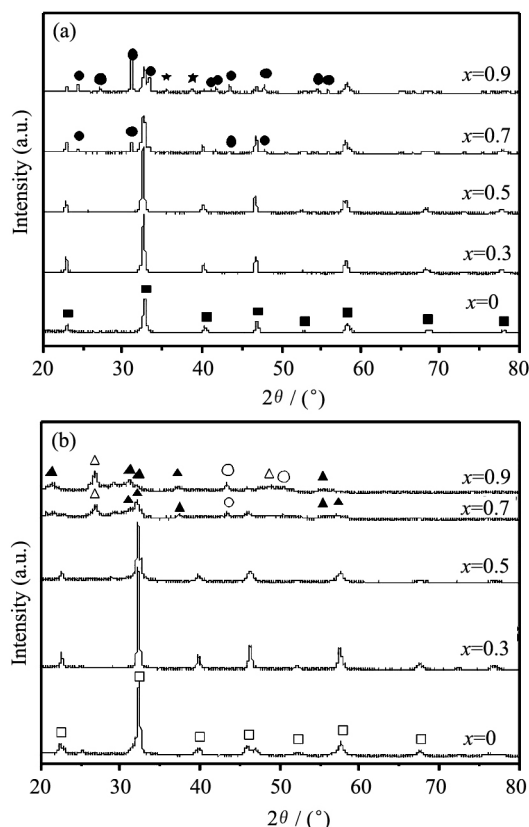 (a)
x=0.9
x=0.7
x=0.5
x=0.3
x=0
Intensity (a.u.)
20 30 40 50 60 70 80
2θ / (°)
(b)
x=0.9
x=0.7
x=0.5
x=0.3
x=0
Intensity (a.u.)
20 30 40 50 60 70 80
2θ / (°)